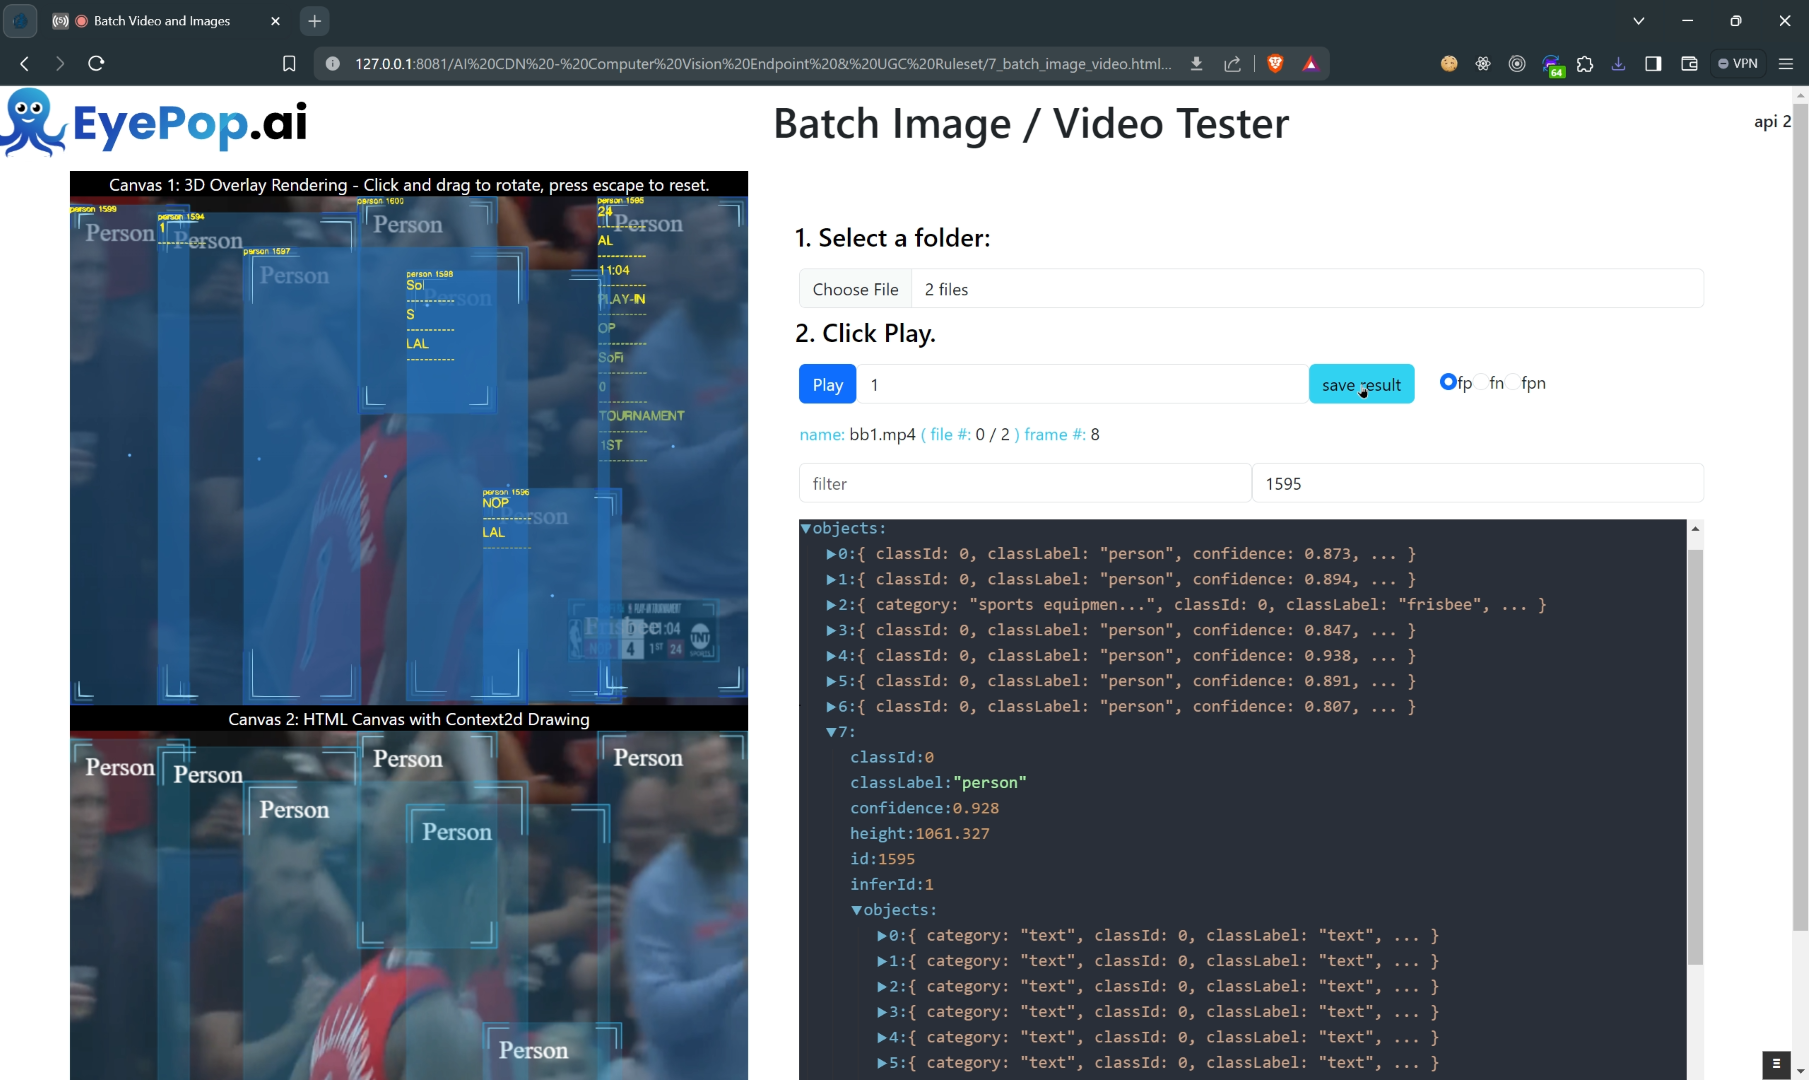 Batch Video and Images
127.0.0.1:8081/AI%20CDN%20-%20Computer%20Vision%20Endpoint%20&%20UGC%20Ruleset/7_batch_image_video.html...
64
VPN
EyePop.ai
Batch Image / Video Tester
api 2
Canvas 1: 3D Overlay Rendering - Click and drag to rotate, press escape to reset.
person 1599
Person
person 1594
1
Person
person 1597
Person
person 1600
Person
person 1598
Sol
S
LAL
person 1595
24
Person
AL
11:04
PLAY-IN
OP
SoFi
0
TOURNAMENT
1ST
person 1596
NOP
Person
LAL
PLAY-IN TOURNAMENT
Frisbee
:04
NOP
4
1ST
24
TNT
Canvas 2: HTML Canvas with Context2d Drawing
Person
Person
Person
Person
Person
Person
Person
1. Select a folder:
Choose File
2 files
2. Click Play.
Play
1
save result
fp
fn
fpn
name: bb1.mp4 ( file #: 0 / 2 ) frame #: 8
filter
1595
▼objects:
▶0:{ classId: 0, classLabel: "person", confidence: 0.873, ... }
▶1:{ classId: 0, classLabel: "person", confidence: 0.894, ... }
▶2:{ category: "sports equipmen...", classId: 0, classLabel: "frisbee", ... }
▶3:{ classId: 0, classLabel: "person", confidence: 0.847, ... }
▶4:{ classId: 0, classLabel: "person", confidence: 0.938, ... }
▶5:{ classId: 0, classLabel: "person", confidence: 0.891, ... }
▶6:{ classId: 0, classLabel: "person", confidence: 0.807, ... }
▼7:
classId:0
classLabel:"person"
confidence:0.928
height:1061.327
id:1595
inferId:1
▼objects:
▶0:{ category: "text", classId: 0, classLabel: "text", ... }
▶1:{ category: "text", classId: 0, classLabel: "text", ... }
▶2:{ category: "text", classId: 0, classLabel: "text", ... }
▶3:{ category: "text", classId: 0, classLabel: "text", ... }
▶4:{ category: "text", classId: 0, classLabel: "text", ... }
▶5:{ category: "text", classId: 0, classLabel: "text", ... }